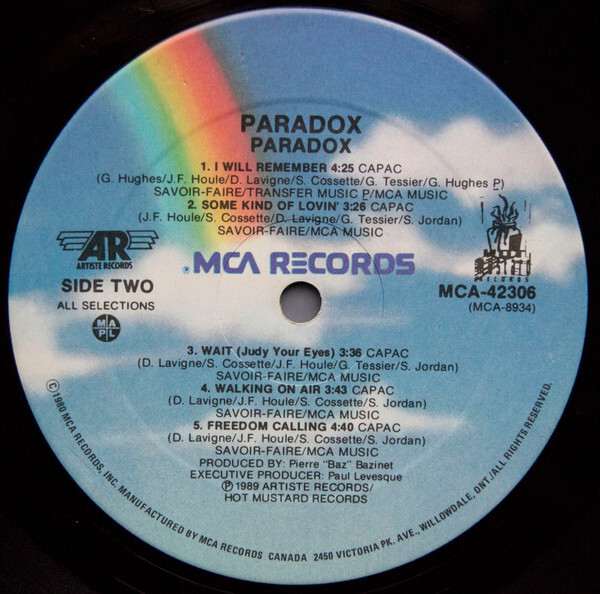 PARADOX
PARADOX
1. I WILL REMEMBER 4:25 CAPAC
(G. Hughes/J.F. Houle/D. Lavigne/S. Cossette/G. Tessier/G. Hughes P)
SAVOIR-FAIRE/TRANSFER MUSIC P/MCA MUSIC
2. SOME KIND OF LOVIN' 3:26 CAPAC
(J.F. Houle/S. Cossette/D. Lavigne/G. Tessier/S. Jordan)
SAVOIR-FAIRE/MCA MUSIC
AR
ARTISTE RECORDS
SIDE TWO
ALL SELECTIONS
MAPL
℗ MCA RECORDS
RECORDS
MCA-42306
(MCA-8934)
3. WAIT (Judy Your Eyes) 3:36 CAPAC
(D. Lavigne/S. Cossette/J.F. Houle/G. Tessier/S. Jordan)
SAVOIR-FAIRE/MCA MUSIC
4. WALKING ON AIR 3:43 CAPAC
(D. Lavigne/J.F. Houle/S. Cossette/S. Jordan)
SAVOIR-FAIRE/MCA MUSIC
5. FREEDOM CALLING 4:40 CAPAC
(D. Lavigne/J.F. Houle/S. Cossette/S. Jordan)
SAVOIR-FAIRE/MCA MUSIC
PRODUCED BY: Pierre "Baz" Bazinet
EXECUTIVE PRODUCER: Paul Levesque
℗ 1989 ARTISTE RECORDS/
HOT MUSTARD RECORDS
© 1980 MCA RECORDS, INC. MANUFACTURED BY MCA RECORDS CANADA 2450 VICTORIA PK. AVE., WILLOWDALE, ONT./ALL RIGHTS RESERVED.